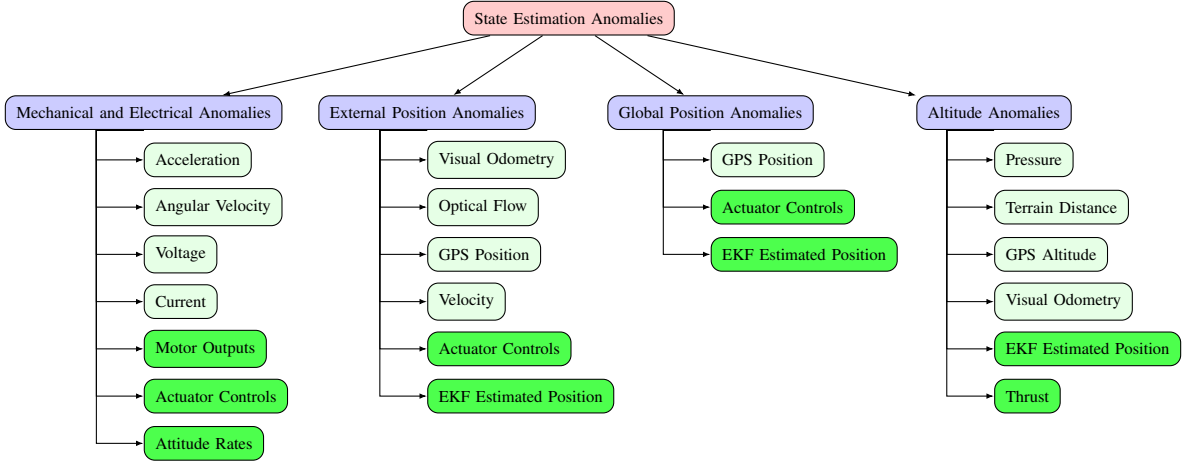 State Estimation Anomalies
Mechanical and Electrical Anomalies
Acceleration
Angular Velocity
Voltage
Current
Motor Outputs
Actuator Controls
Attitude Rates
External Position Anomalies
Visual Odometry
Optical Flow
GPS Position
Velocity
Actuator Controls
EKF Estimated Position
Global Position Anomalies
GPS Position
Actuator Controls
EKF Estimated Position
Altitude Anomalies
Pressure
Terrain Distance
GPS Altitude
Visual Odometry
EKF Estimated Position
Thrust